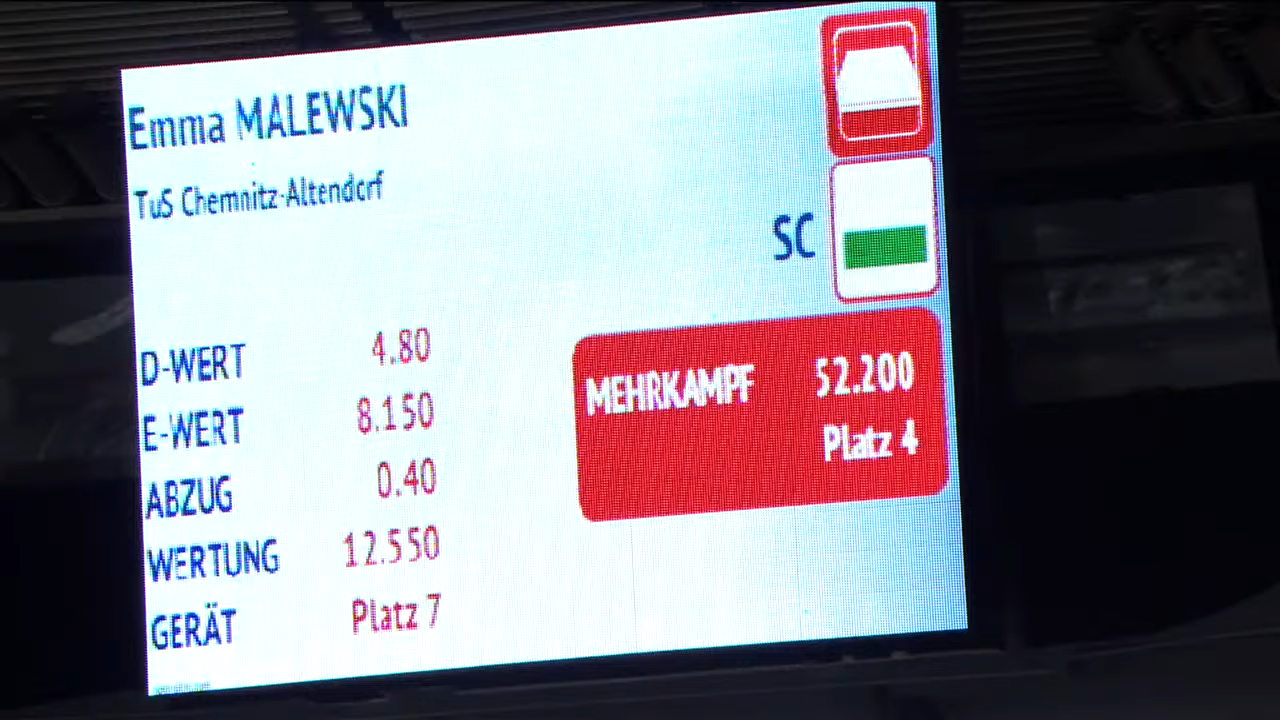 Emma MALEWSKI
TuS Chemnitz-Altendorf
SC
D-WERT 4.80
E-WERT 8.150
ABZUG 0.40
WERTUNG 12.550
GERÄT Platz 7
MEHRKAMPF 52.200
Platz 4